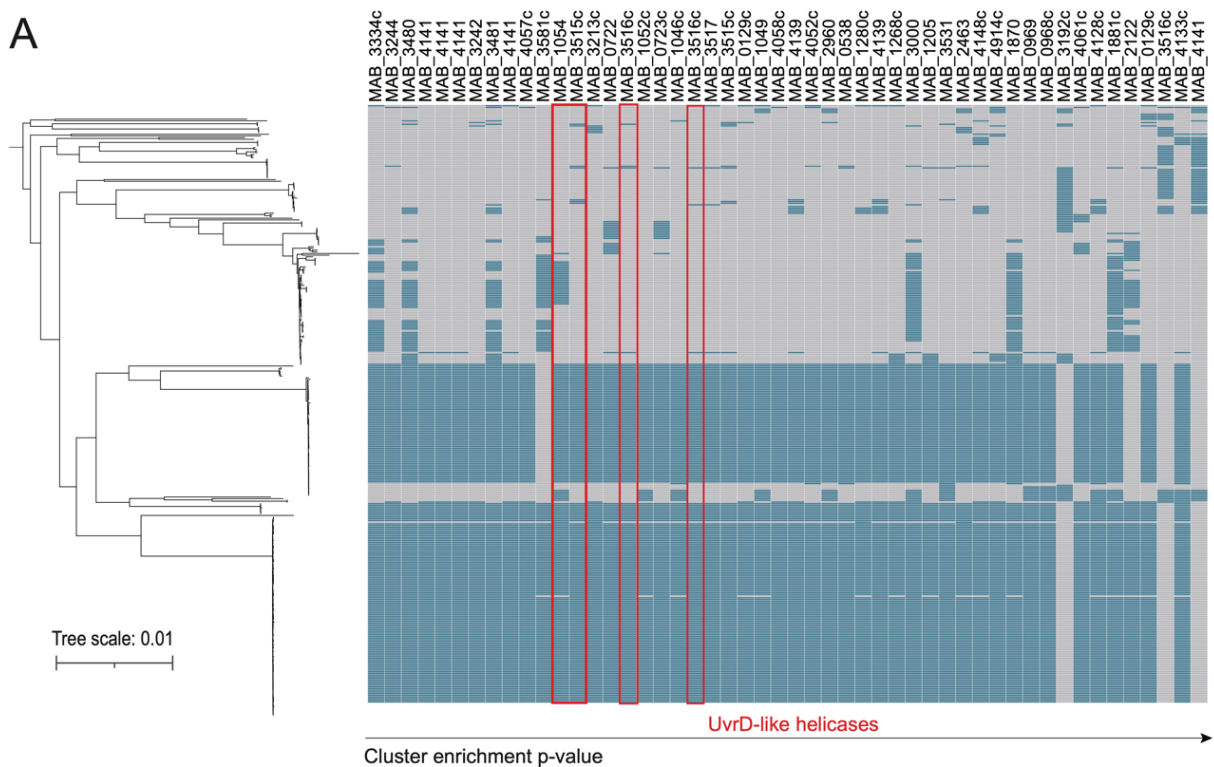 A
MAB_3334c
MAB_3244
MAB_3480
MAB_4141
MAB_4141
MAB_4141
MAB_3242
MAB_3481
MAB_4141
MAB_4057c
MAB_3581c
MAB_1054
MAB_3515c
MAB_3213c
MAB_0722
MAB_3516c
MAB_1052c
MAB_0723c
MAB_1046c
MAB_3516c
MAB_3517
MAB_3515c
MAB_0129c
MAB_1049
MAB_4058c
MAB_4139
MAB_4052c
MAB_2960
MAB_0538
MAB_1280c
MAB_4139
MAB_1268c
MAB_3000
MAB_1205
MAB_3531
MAB_2463
MAB_4148c
MAB_4914c
MAB_1870
MAB_0969
MAB_0968c
MAB_3192c
MAB_4061c
MAB_4128c
MAB_1881c
MAB_2122
MAB_0129c
MAB_3516c
MAB_4133c
MAB_4141
Tree scale: 0.01
UvrD-like helicases
Cluster enrichment p-value